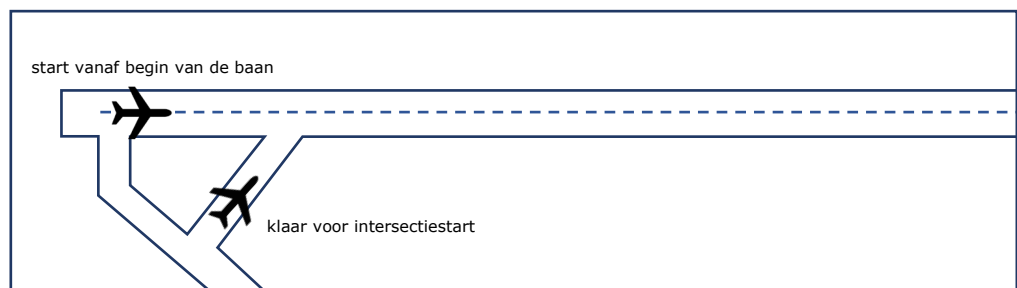 start vanaf begin van de baan
klaar voor intersectiestart